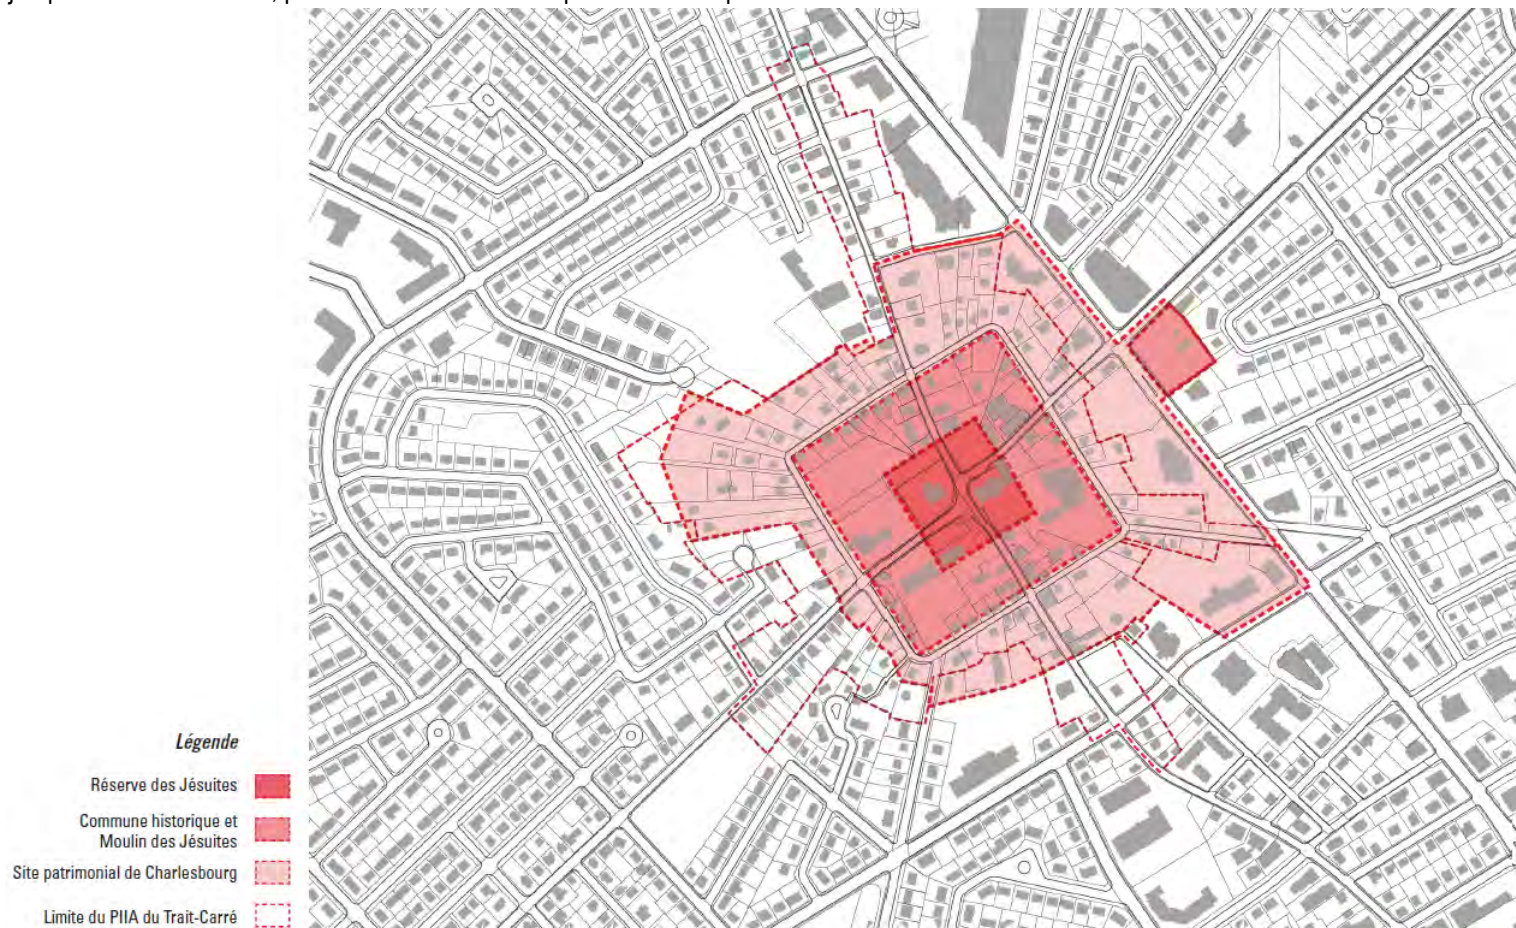 Légende
Réserve des Jésuites
Commune historique et
Moulin des Jésuites
Site patrimonial de Charlesbourg
Limite du PIIA du Trait-Carré